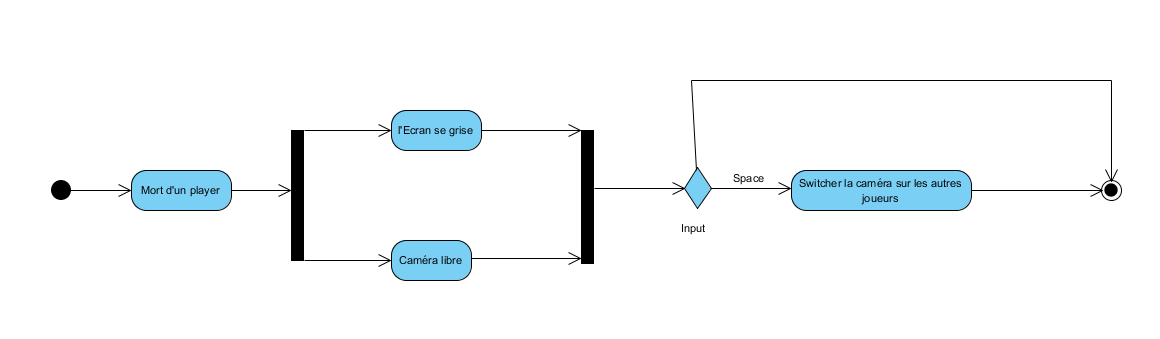 Mort d'un player
l'Ecran se grise
Caméra libre
Input
Space
Switcher la caméra sur les autres
joueurs